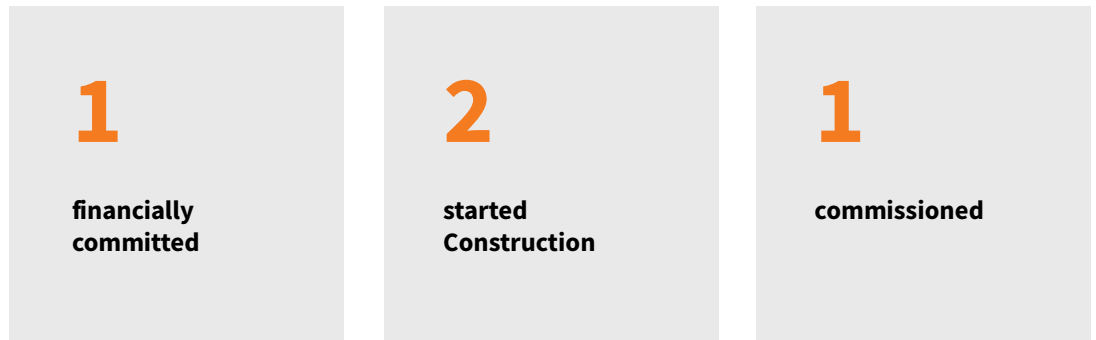 1
financially
committed
2
started
Construction
1
commissioned